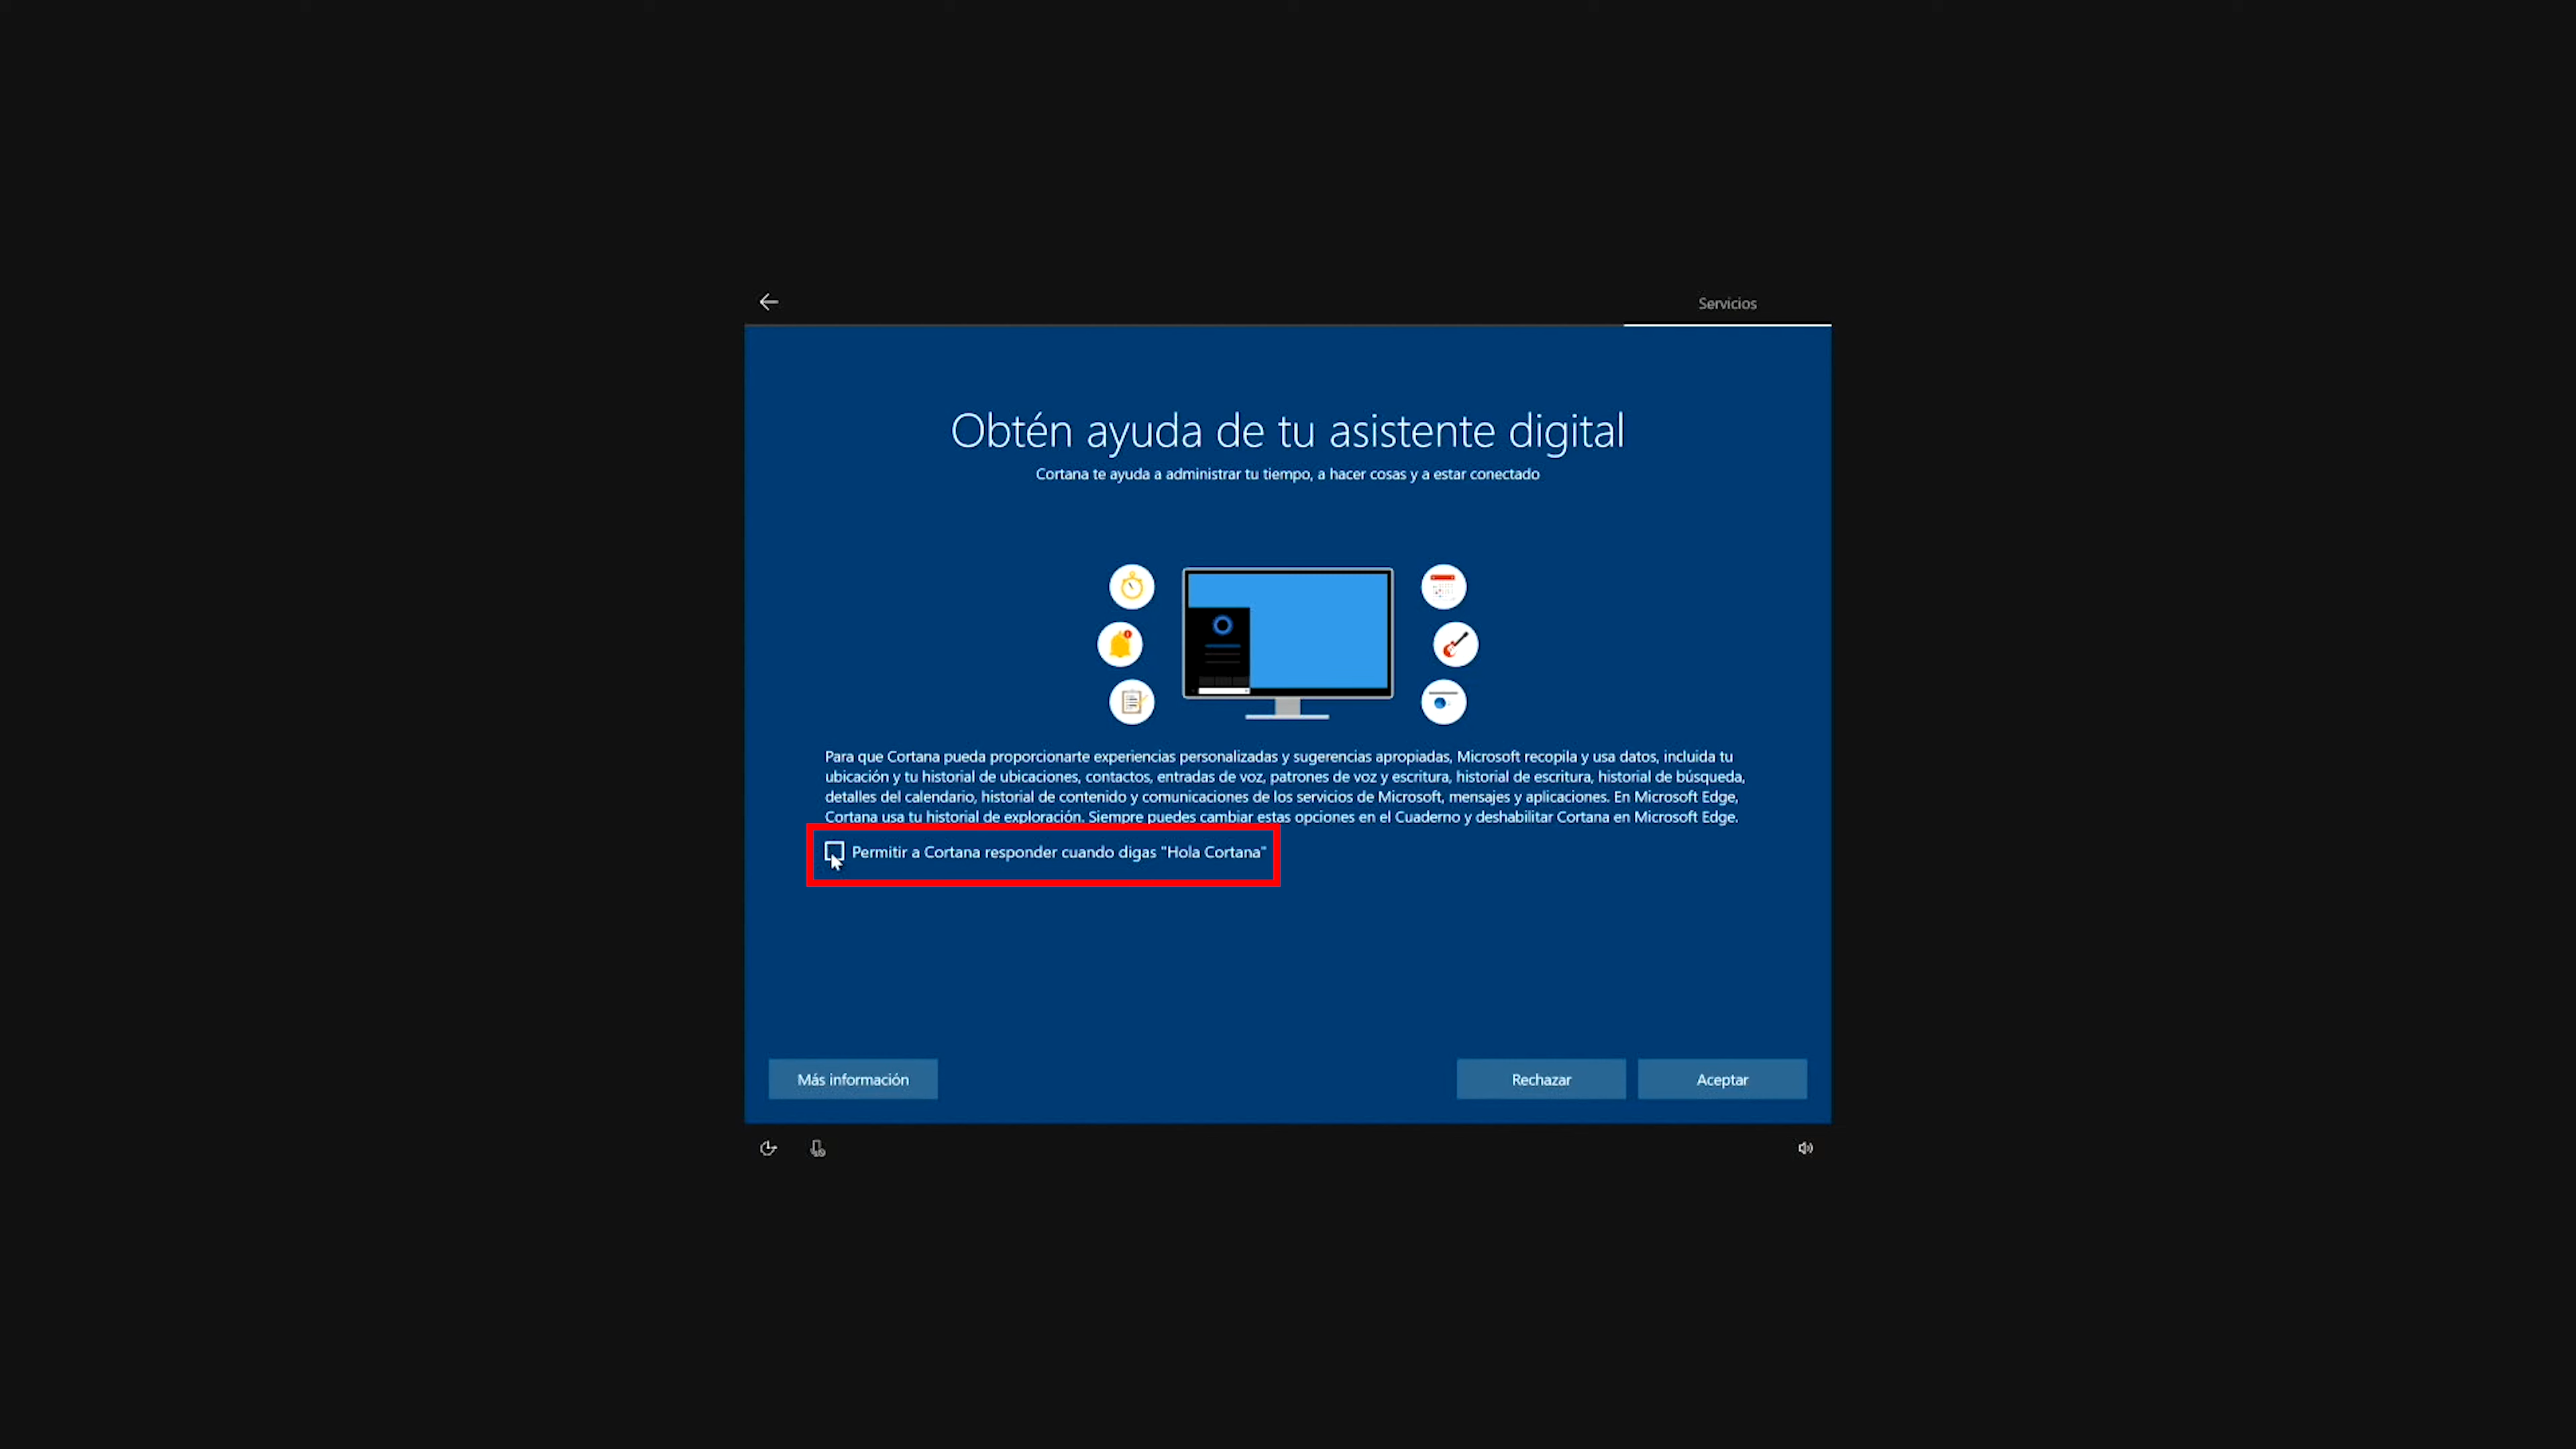 Servicios
Obtén ayuda de tu asistente digital
Cortana te ayuda a administrar tu tiempo, a hacer cosas y a estar conectado
Para que Cortana pueda proporcionarte experiencias personalizadas y sugerencias apropiadas, Microsoft recopila y usa datos, incluida tu
ubicación y tu historial de ubicaciones, contactos, entradas de voz, patrones de voz y escritura, historial de escritura, historial de búsqueda,
detalles del calendario, historial de contenido y comunicaciones de los servicios de Microsoft, mensajes y aplicaciones. En Microsoft Edge,
Cortana usa tu historial de exploración. Siempre puedes cambiar estas opciones en el Cuaderno y deshabilitar Cortana en Microsoft Edge.
Permitir a Cortana responder cuando digas "Hola Cortana"
Más información
Rechazar
Aceptar